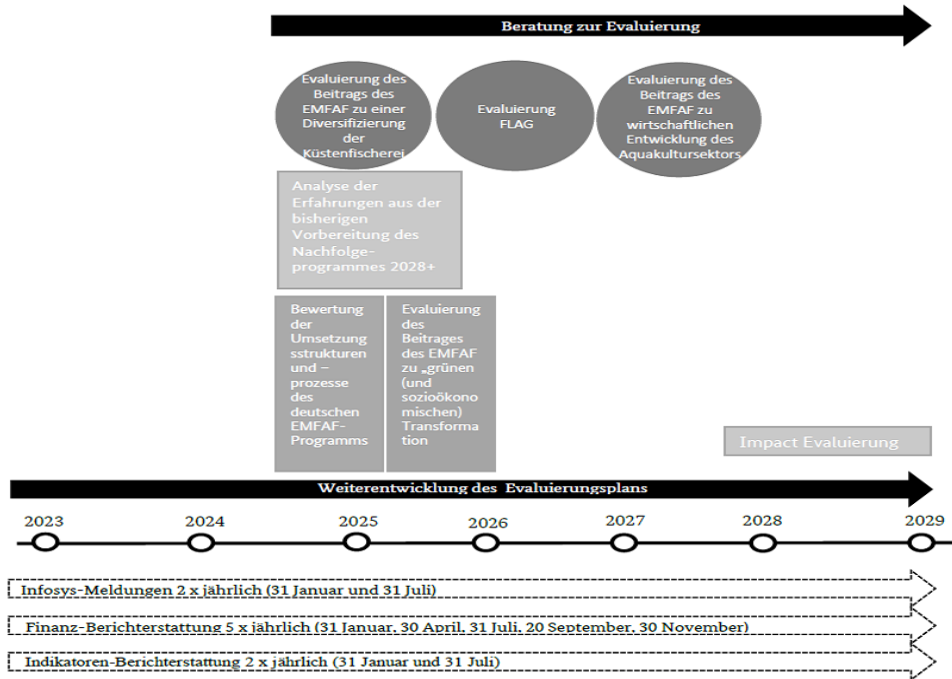 Beratung zur Evaluierung
Evaluierung des
Beitrags des
EMFAF zu einer
Diversifizierung
der
Küstenfischerei
Evaluierung
FLAG
Evaluierung des
Beitrags des
EMFAF zu
wirtschaftlichen
Entwicklung des
Aquakultursektors
Analyse der
Erfahrungen aus der
bisherigen
Vorbereitung des
Nachfolge-
programmes 2028+
Bewertung
der
Umsetzung
sstrukturen
und –
prozesse
des
deutschen
EMFAF-
Programms
Evaluierung
des
Beitrages
des EMFAF
zu „grünen
(und
sozioökono
mischen)
Transforma
tion
Impact Evaluierung
Weiterentwicklung des Evaluierungsplans
2023 2024 2025 2026 2027 2028 2029
Infosys-Meldungen 2 x jährlich (31 Januar und 31 Juli)
Finanz-Berichterstattung 5 x jährlich (31 Januar, 30 April, 31 Juli, 20 September, 30 November)
Indikatoren-Berichterstattung 2 x jährlich (31 Januar und 31 Juli)